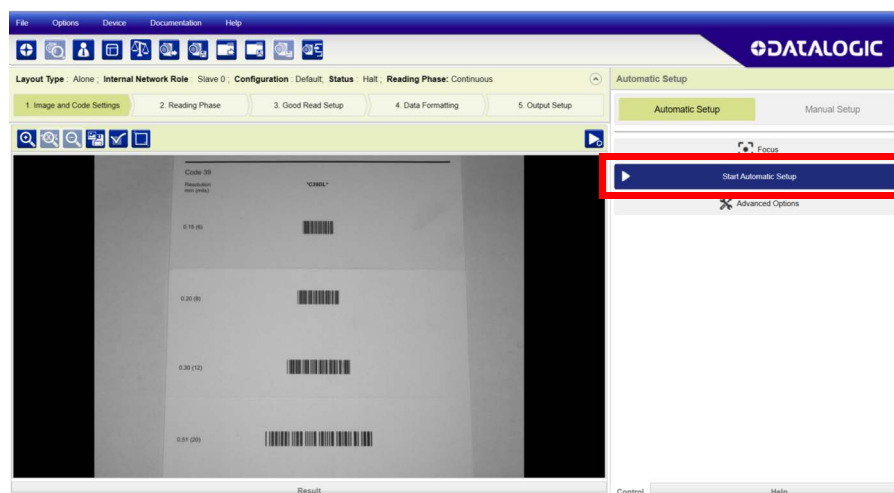 File Options Device Documentation Help
DATALOGIC
Layout Type : Alone ; Internal Network Role : Slave 0 ; Configuration : Default; Status : Halt ; Reading Phase: Continuous
Automatic Setup
1. Image and Code Settings 2. Reading Phase 3. Good Read Setup 4. Data Formatting 5. Output Setup
Automatic Setup Manual Setup
Focus
Start Automatic Setup
Advanced Options
Code 39
Resolution
mm (mils)
0.15 (6)
0.20 (8)
0.30 (12)
0.51 (20)
Result
Control Help